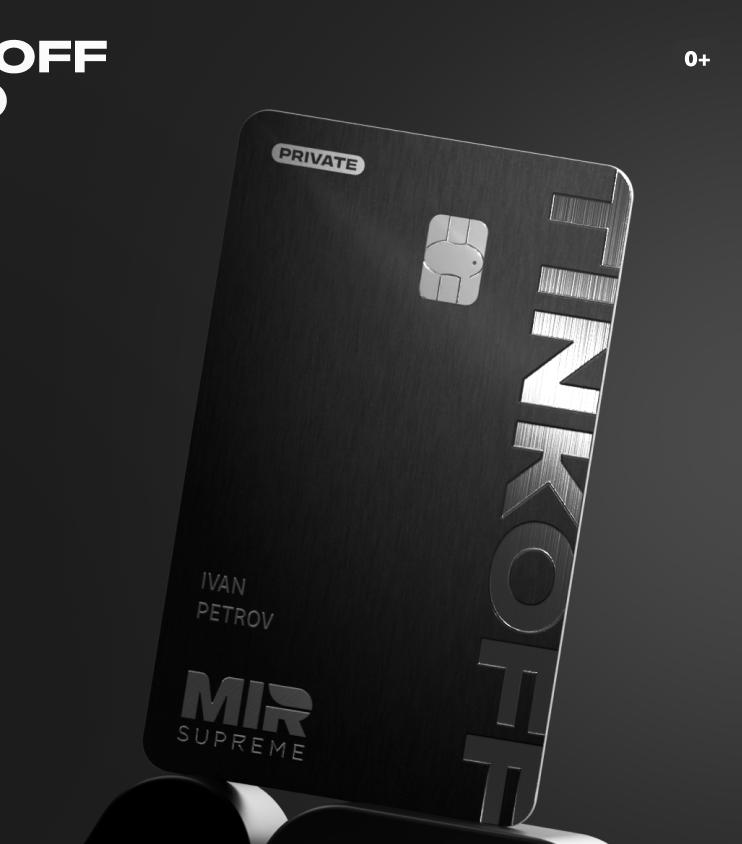 OFF
0+
PRIVATE
TINKOFF
IVAN
PETROV
MIR
SUPREME